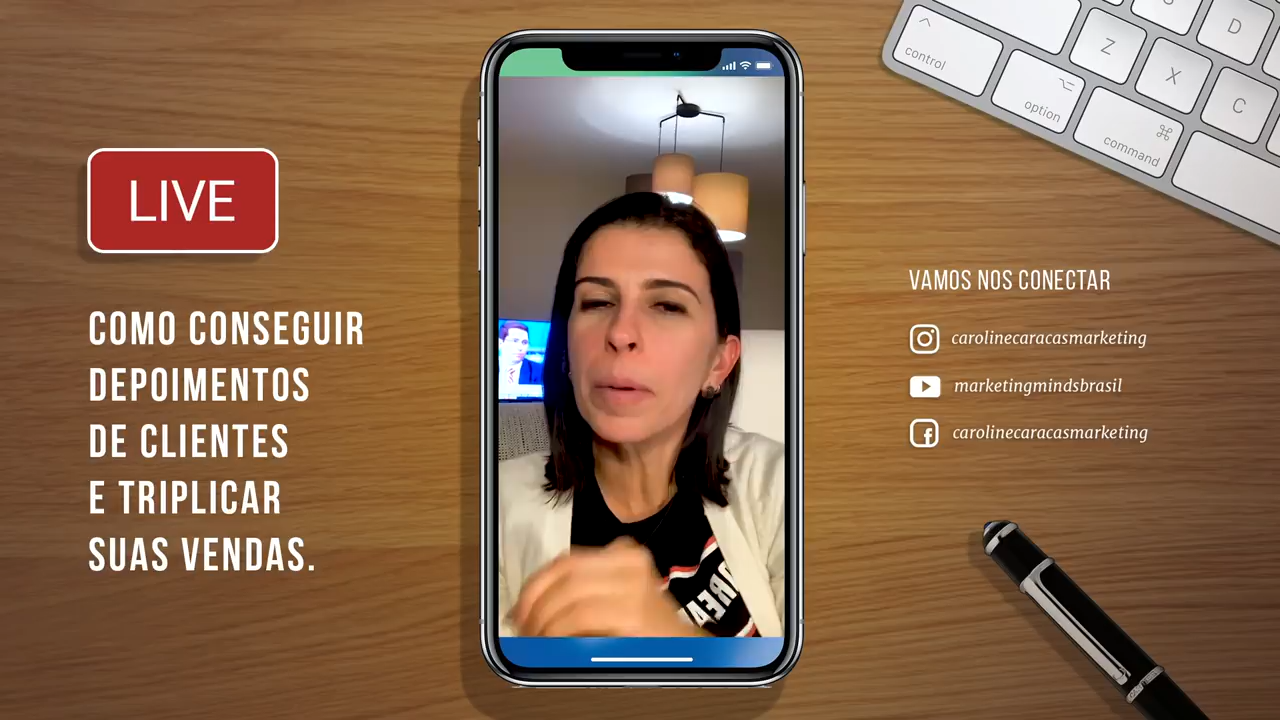 LIVE
COMO CONSEGUIR
DEPOIMENTOS
DE CLIENTES
E TRIPLICAR
SUAS VENDAS.
VAMOS NOS CONECTAR
carolinecaracasmarketing
marketingmindsbrasil
carolinecaracasmarketing
control
option
command
Z
X
C
S
D